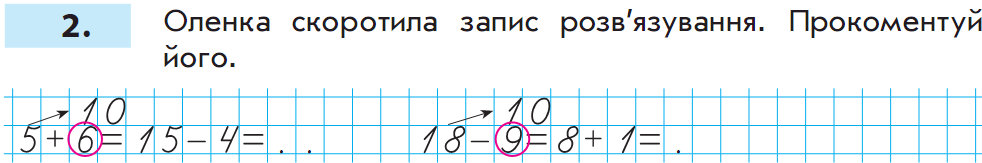 2. Оленка скоротила запис розв'язування. Прокоментуй
його.
10 10
5 + 6 = 15 - 4 = . . 18 - 9 = 8 + 1 = .